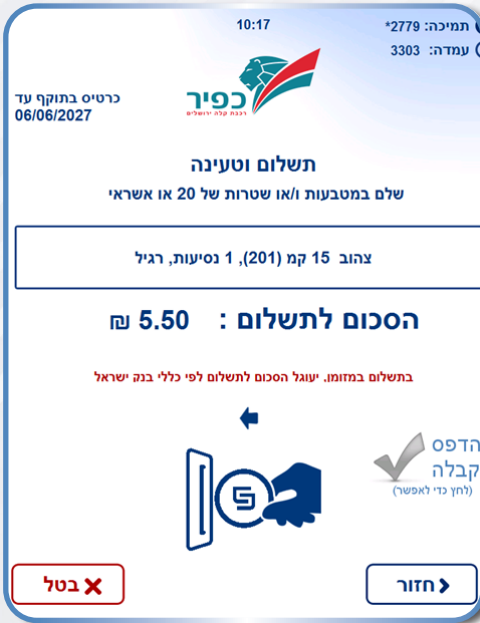 10:17
תמיכה: 2779*
עמדה: 3303
כרטיס בתוקף עד
06/06/2027
כפיר
רכבת קלה ירושלים
תשלום וטעינה
שלם במטבעות ו/או שטרות של 20 או אשראי
צהוב 15 קמ (201), 1 נסיעות, רגיל
הסכום לתשלום : 5.50 ₪
בתשלום במזומן, יעוגל הסכום לתשלום לפי כללי בנק ישראל
הדפס
קבלה
(לחץ כדי לאפשר)
חזור
בטל